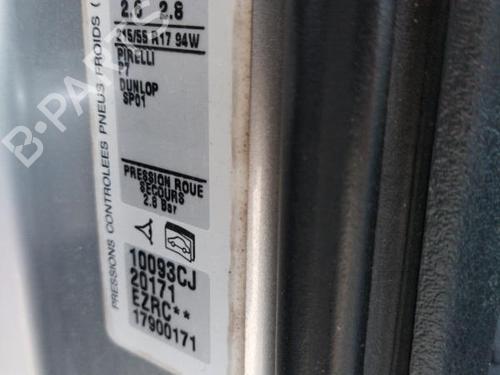 2.6 2.8
215/55 R17 94W
PIRELLI
P7
DUNLOP
SP01
PRESSION ROUE
SECOURS
2.8 Bar
10093CJ
20171
EZRC**
17900171
PRESSIONS CONTROLEES PNEUS FROIDS (
B-PARTS